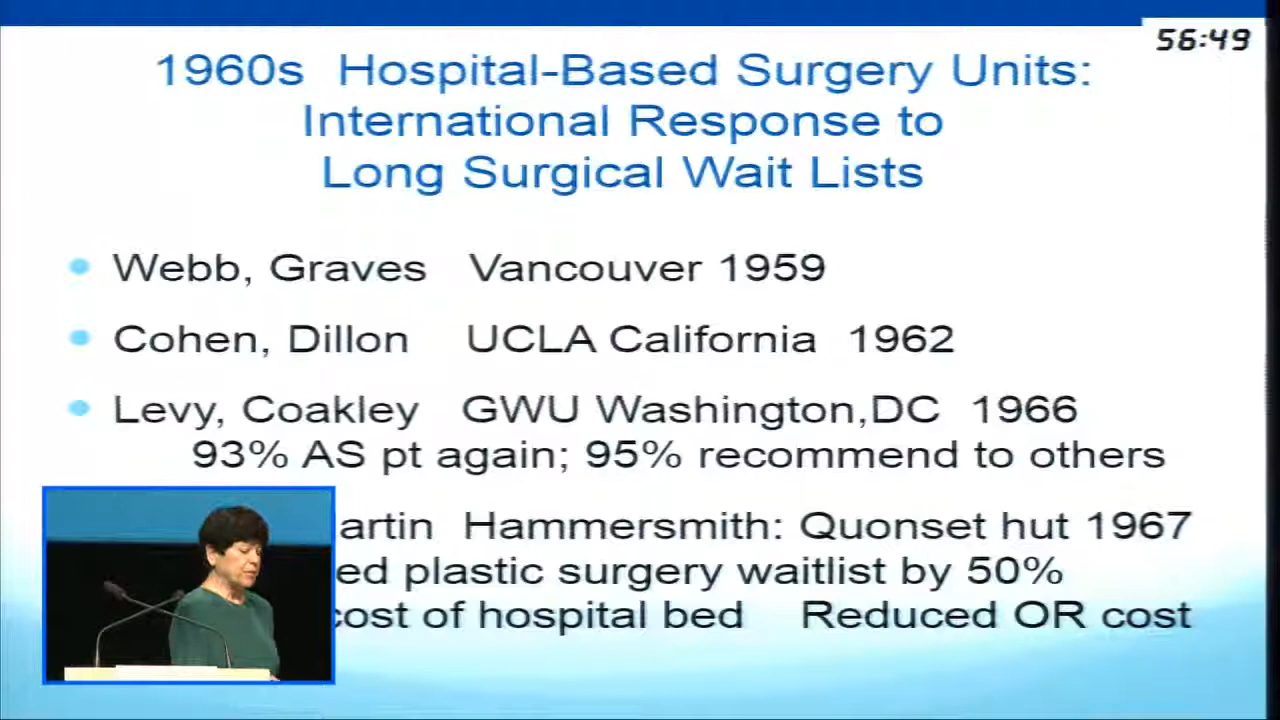 56:49
1960s Hospital-Based Surgery Units:
International Response to
Long Surgical Wait Lists
Webb, Graves Vancouver 1959
Cohen, Dillon UCLA California 1962
Levy, Coakley GWU Washington,DC 1966
93% AS pt again; 95% recommend to others
Hammersmith: Quonset hut 1967
plastic surgery waitlist by 50%
cost of hospital bed Reduced OR cost